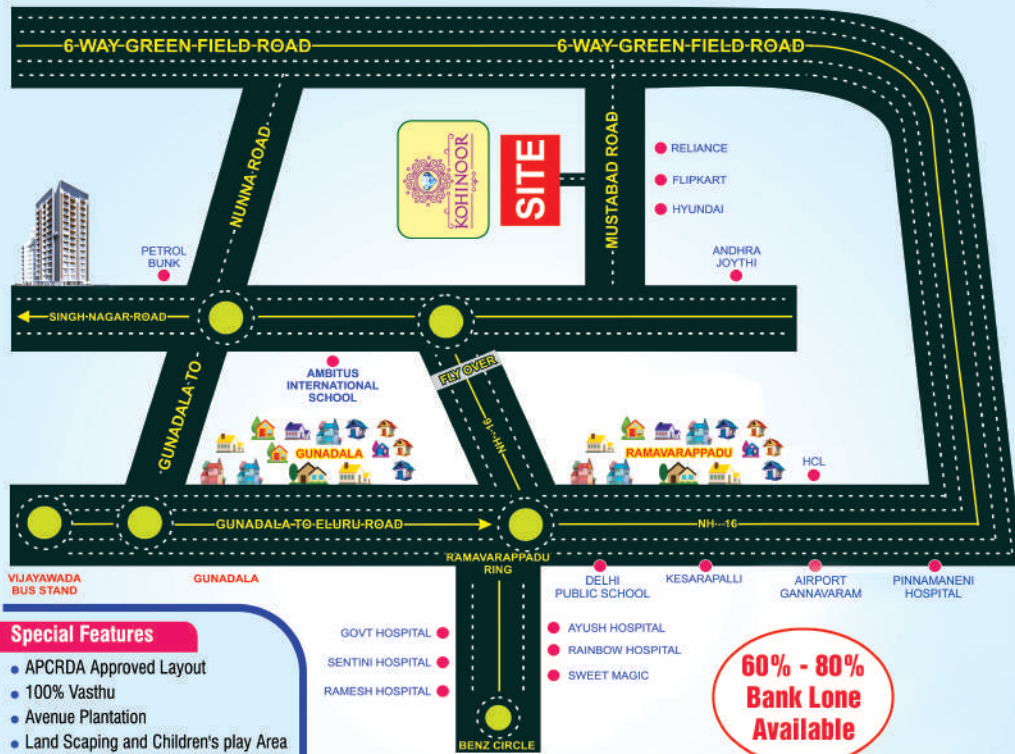 6-WAY GREEN FIELD ROAD
6-WAY GREEN FIELD ROAD
NUNNA ROAD
KOHINOOR
SITE
MUSTABAD ROAD
RELIANCE
FLIPKART
HYUNDAI
PETROL
BUNK
ANDHRA
JOYTHI
SINGH NAGAR ROAD
GUNADALA TO
AMBITUS
INTERNATIONAL
SCHOOL
FLY OVER
NH-16
GUNADALA
RAMAVARAPPADU
HCL
GUNADALA TO ELURU ROAD
NH-16
RAMAVARAPPADU
RING
VIJAYAWADA
BUS STAND
GUNADALA
DELHI
PUBLIC SCHOOL
KESARAPALLI
AIRPORT
GANNAVARAM
PINNAMANENI
HOSPITAL
GOVT HOSPITAL
SENTINI HOSPITAL
RAMESH HOSPITAL
AYUSH HOSPITAL
RAINBOW HOSPITAL
SWEET MAGIC
BENZ CIRCLE
Special Features
APCRDA Approved Layout
100% Vasthu
Avenue Plantation
Land Scaping and Children's play Area
60% - 80%
Bank Lone
Available